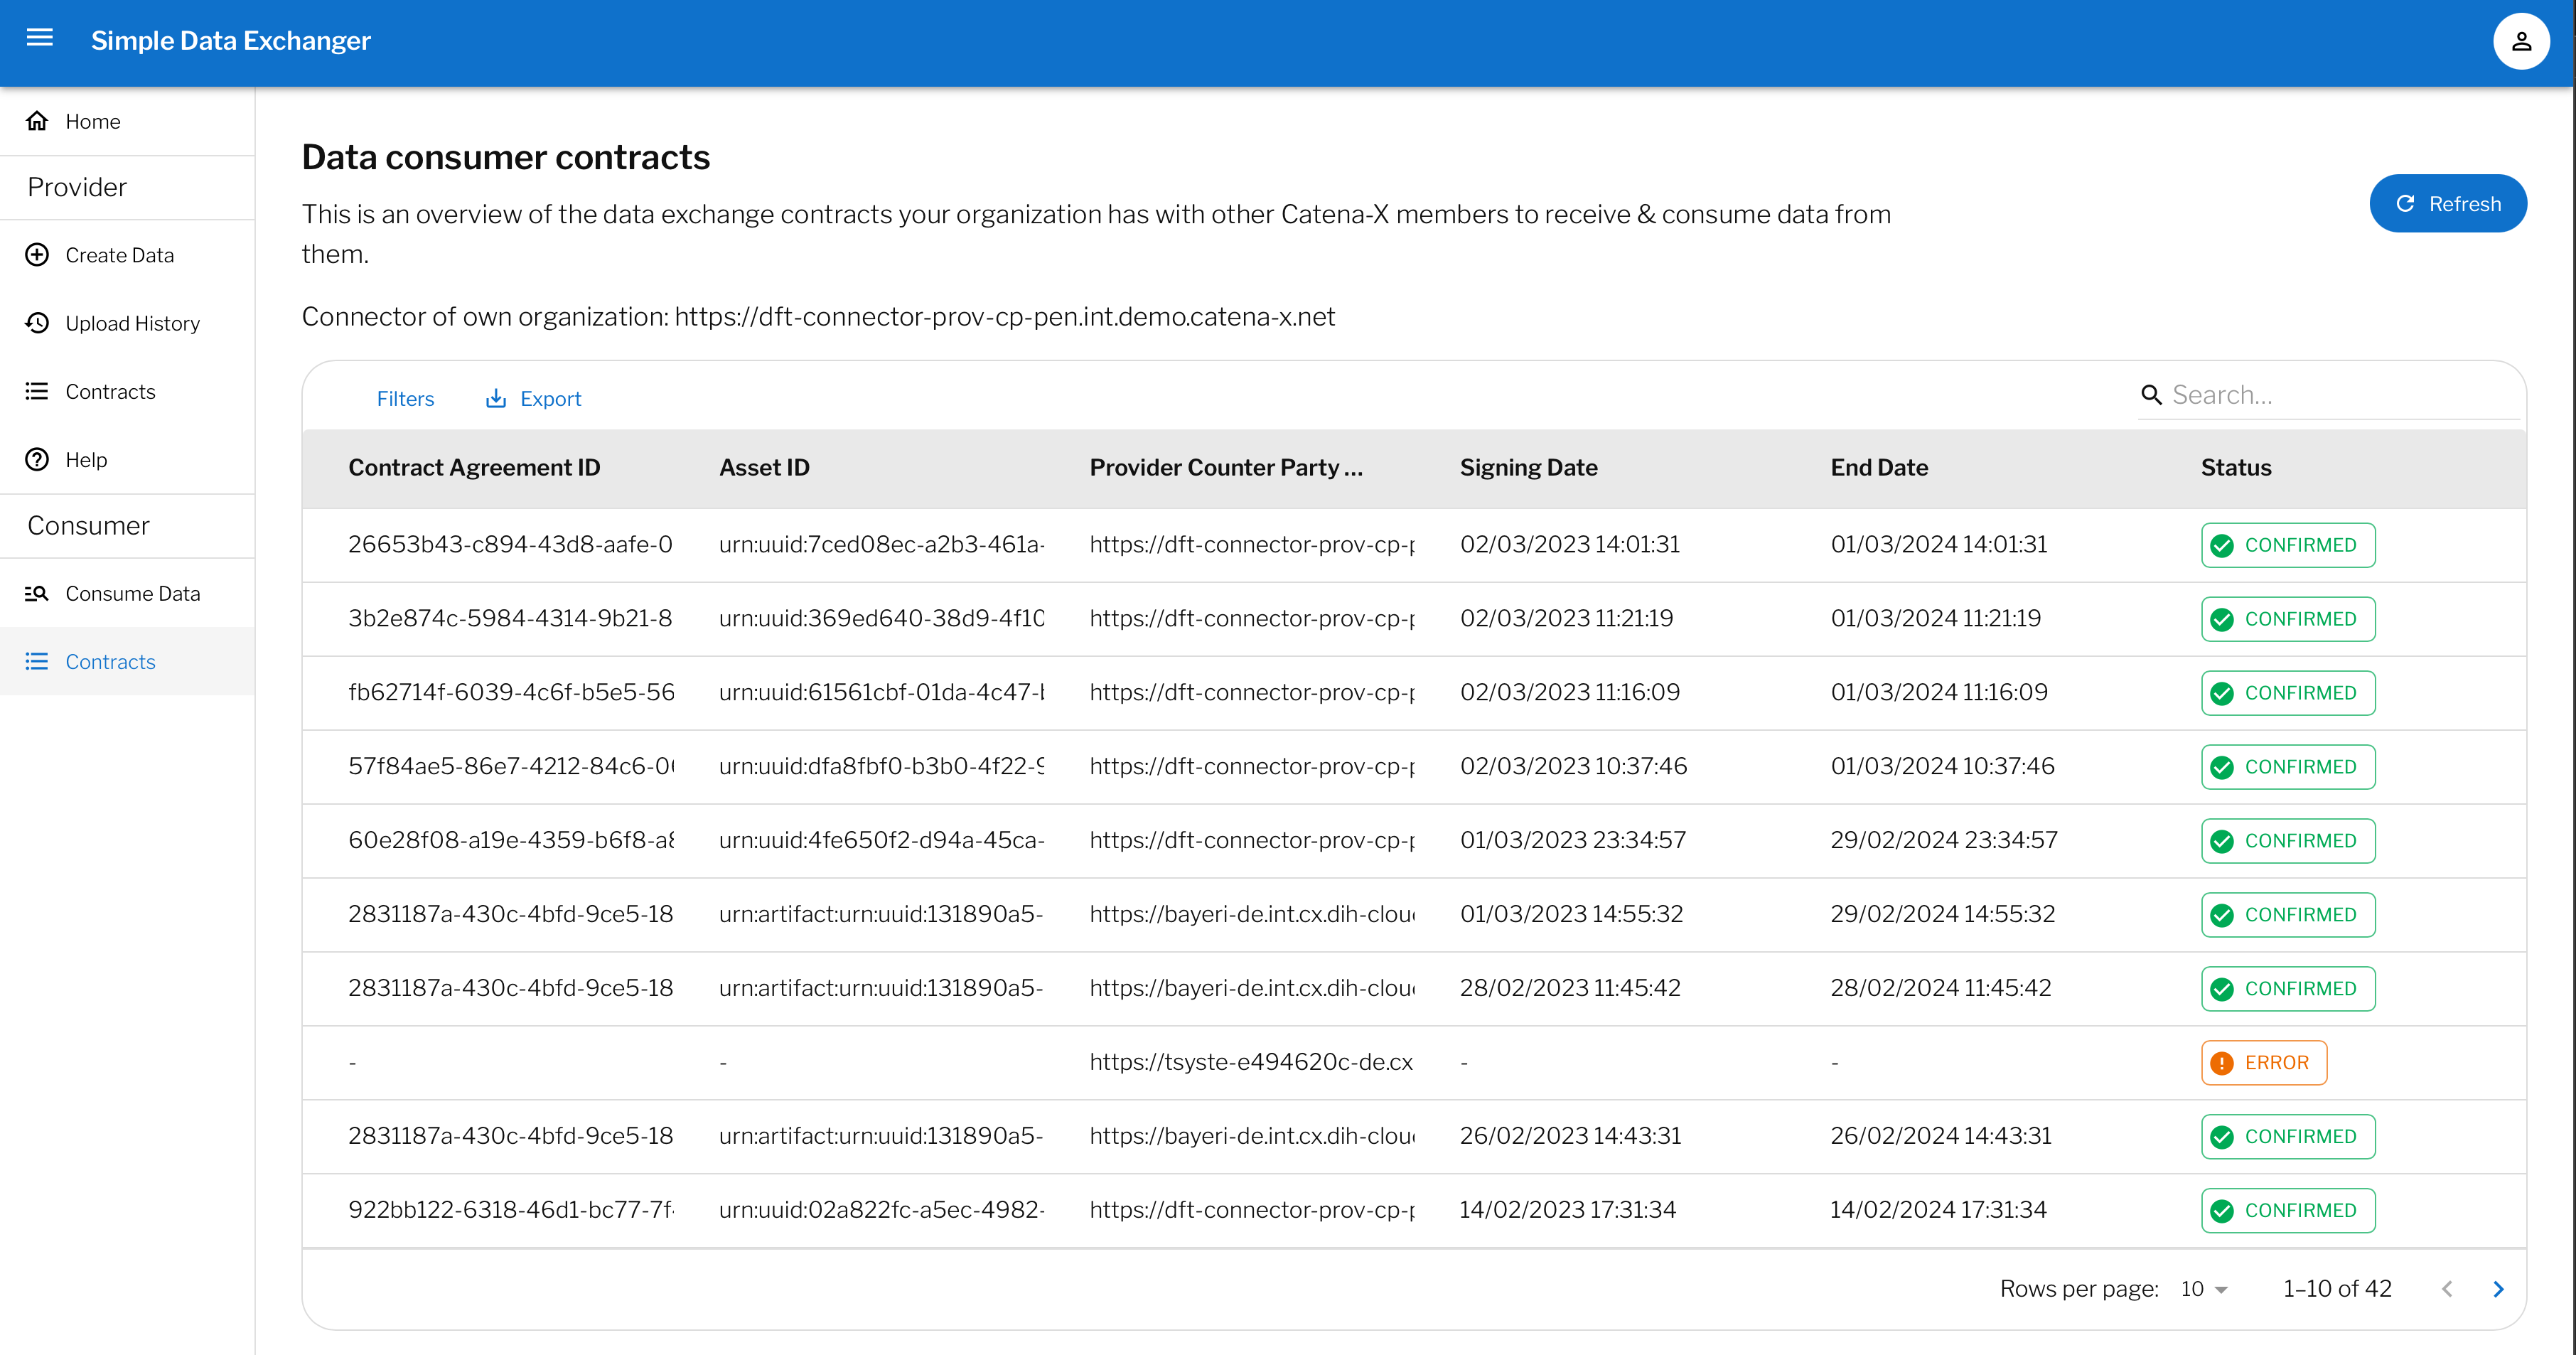 Simple Data Exchanger
Home
Provider
Create Data
Upload History
Contracts
Help
Consumer
Consume Data
Contracts
Data consumer contracts
This is an overview of the data exchange contracts your organization has with other Catena-X members to receive & consume data from
them.
Refresh
Connector of own organization: https://dft-connector-prov-cp-pen.int.demo.catena-x.net
Filters Export Search...
Contract Agreement ID Asset ID Provider Counter Party ... Signing Date End Date Status
26653b43-c894-43d8-aafe-0 urn:uuid:7ced08ec-a2b3-461a- https://dft-connector-prov-cp-p 02/03/2023 14:01:31 01/03/2024 14:01:31 CONFIRMED
3b2e874c-5984-4314-9b21-8 urn:uuid:369ed640-38d9-4f10 https://dft-connector-prov-cp-p 02/03/2023 11:21:19 01/03/2024 11:21:19 CONFIRMED
fb62714f-6039-4c6f-b5e5-56 urn:uuid:61561cbf-01da-4c47-b https://dft-connector-prov-cp-p 02/03/2023 11:16:09 01/03/2024 11:16:09 CONFIRMED
57f84ae5-86e7-4212-84c6-06 urn:uuid:dfa8fbf0-b3b0-4f22-9 https://dft-connector-prov-cp-p 02/03/2023 10:37:46 01/03/2024 10:37:46 CONFIRMED
60e28f08-a19e-4359-b6f8-a8 urn:uuid:4fe650f2-d94a-45ca- https://dft-connector-prov-cp-p 01/03/2023 23:34:57 29/02/2024 23:34:57 CONFIRMED
2831187a-430c-4bfd-9ce5-18 urn:artifact:urn:uuid:131890a5- https://bayeri-de.int.cx.dih-clou 01/03/2023 14:55:32 29/02/2024 14:55:32 CONFIRMED
2831187a-430c-4bfd-9ce5-18 urn:artifact:urn:uuid:131890a5- https://bayeri-de.int.cx.dih-clou 28/02/2023 11:45:42 28/02/2024 11:45:42 CONFIRMED
- - https://tsyste-e494620c-de.cx - - ERROR
2831187a-430c-4bfd-9ce5-18 urn:artifact:urn:uuid:131890a5- https://bayeri-de.int.cx.dih-clou 26/02/2023 14:43:31 26/02/2024 14:43:31 CONFIRMED
922bb122-6318-46d1-bc77-7f- urn:uuid:02a822fc-a5ec-4982- https://dft-connector-prov-cp-p 14/02/2023 17:31:34 14/02/2024 17:31:34 CONFIRMED
Rows per page: 10 1–10 of 42